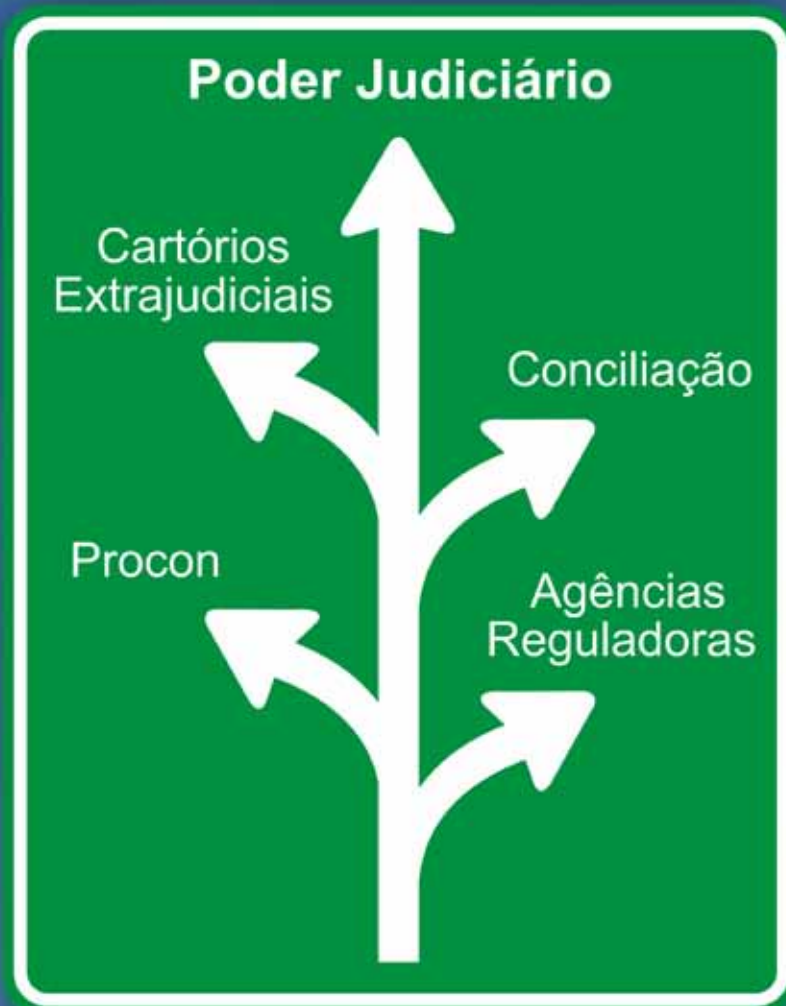 Poder Judiciário
Cartórios
Extrajudiciais
Conciliação
Procon
Agências
Reguladoras